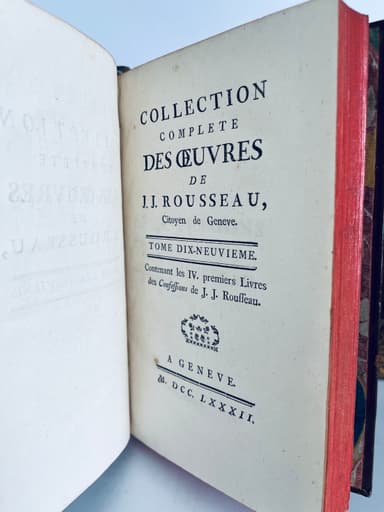 COLLECTION
COMPLETE
DES ŒUVRES
DE
J.J. ROUSSEAU,
Citoyen de Geneve.
TOME DIX-NEUVIEME.
Contenant les IV. premiers Livres
des Confessions de J. J. Rouſſeau.
A GENEVE.
M. DCC. LXXXII.